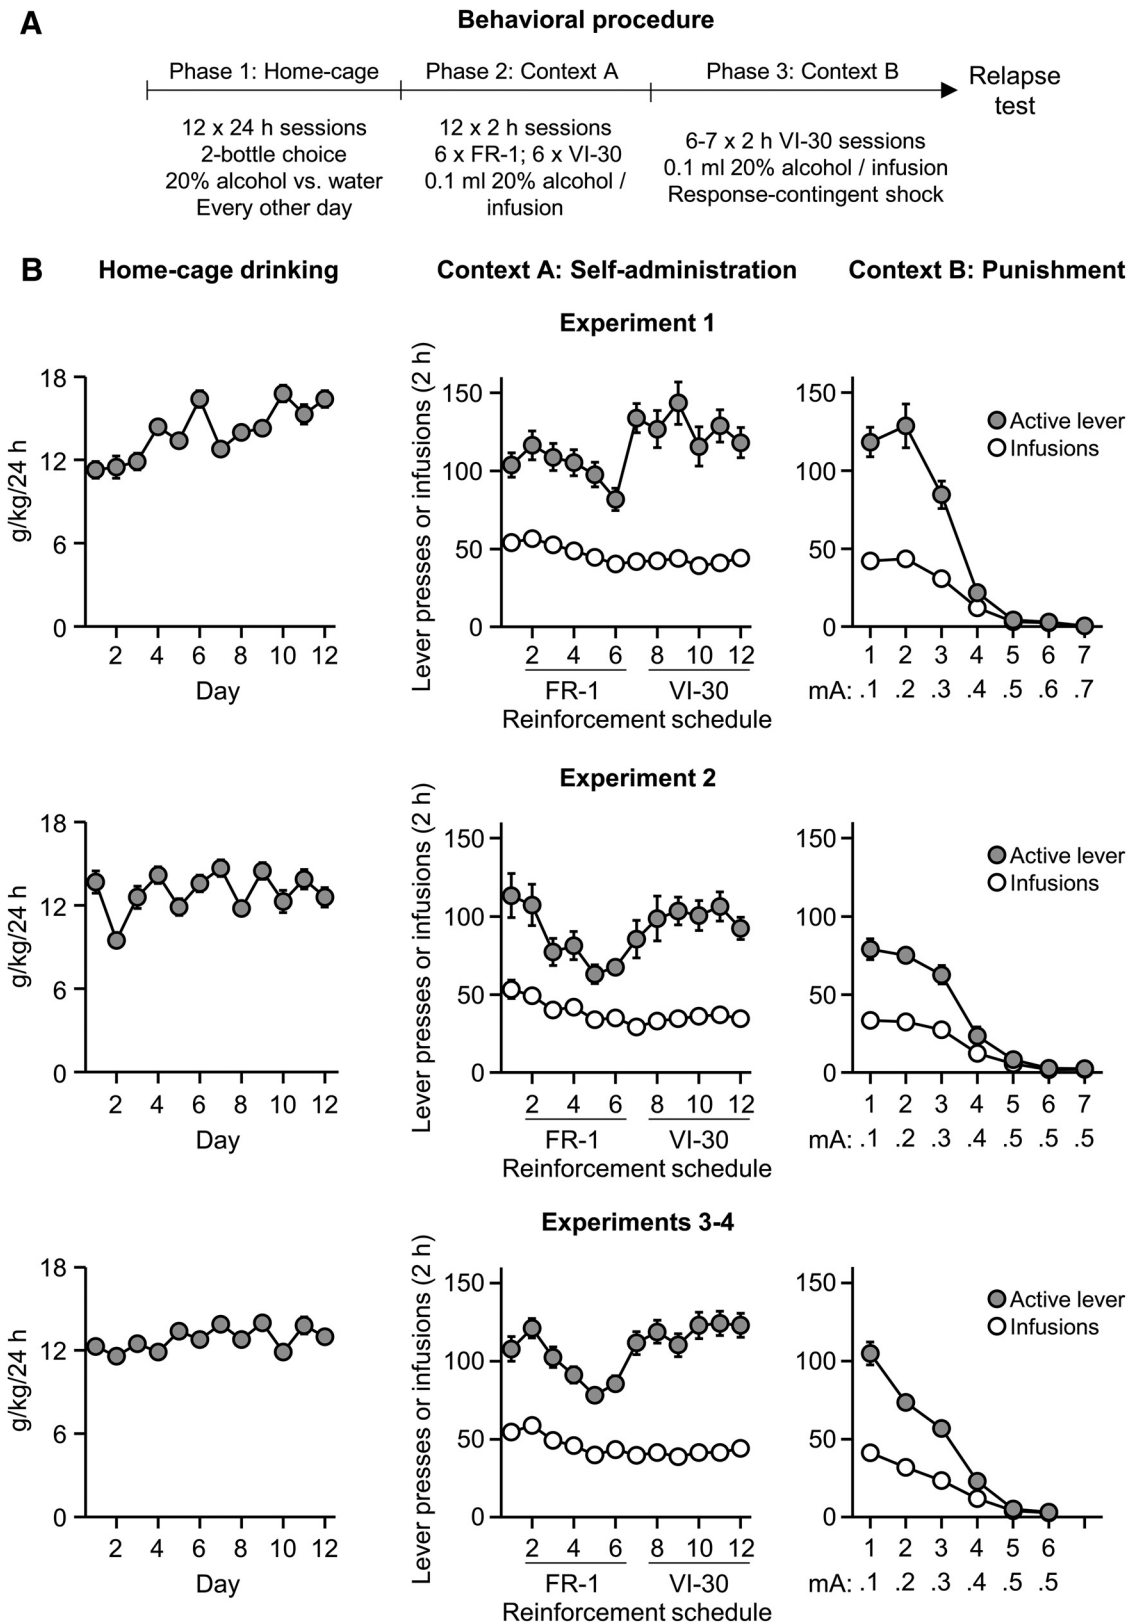 A
Behavioral procedure
Phase 1: Home-cage
Phase 2: Context A
Phase 3: Context B
Relapse
test
12 x 24 h sessions
2-bottle choice
20% alcohol vs. water
Every other day
12 x 2 h sessions
6 x FR-1; 6 x VI-30
0.1 ml 20% alcohol /
infusion
6-7 x 2 h VI-30 sessions
0.1 ml 20% alcohol / infusion
Response-contingent shock
B
Home-cage drinking
Context A: Self-administration
Context B: Punishment
Experiment 1
g/kg/24 h
18
12
6
0
2 4 6 8 10 12
Day
Lever presses or infusions (2 h)
150
100
50
0
2 4 6 8 10 12
FR-1 VI-30
Reinforcement schedule
150
100
50
0
Active lever
Infusions
1 2 3 4 5 6 7
mA: .1 .2 .3 .4 .5 .6 .7
Experiment 2
g/kg/24 h
18
12
6
0
2 4 6 8 10 12
Day
Lever presses or infusions (2 h)
150
100
50
0
2 4 6 8 10 12
FR-1 VI-30
Reinforcement schedule
150
100
50
0
Active lever
Infusions
1 2 3 4 5 6 7
mA: .1 .2 .3 .4 .5 .5 .5
Experiments 3-4
g/kg/24 h
18
12
6
0
2 4 6 8 10 12
Day
Lever presses or infusions (2 h)
150
100
50
0
2 4 6 8 10 12
FR-1 VI-30
Reinforcement schedule
150
100
50
0
Active lever
Infusions
1 2 3 4 5 6
mA: .1 .2 .3 .4 .5 .5